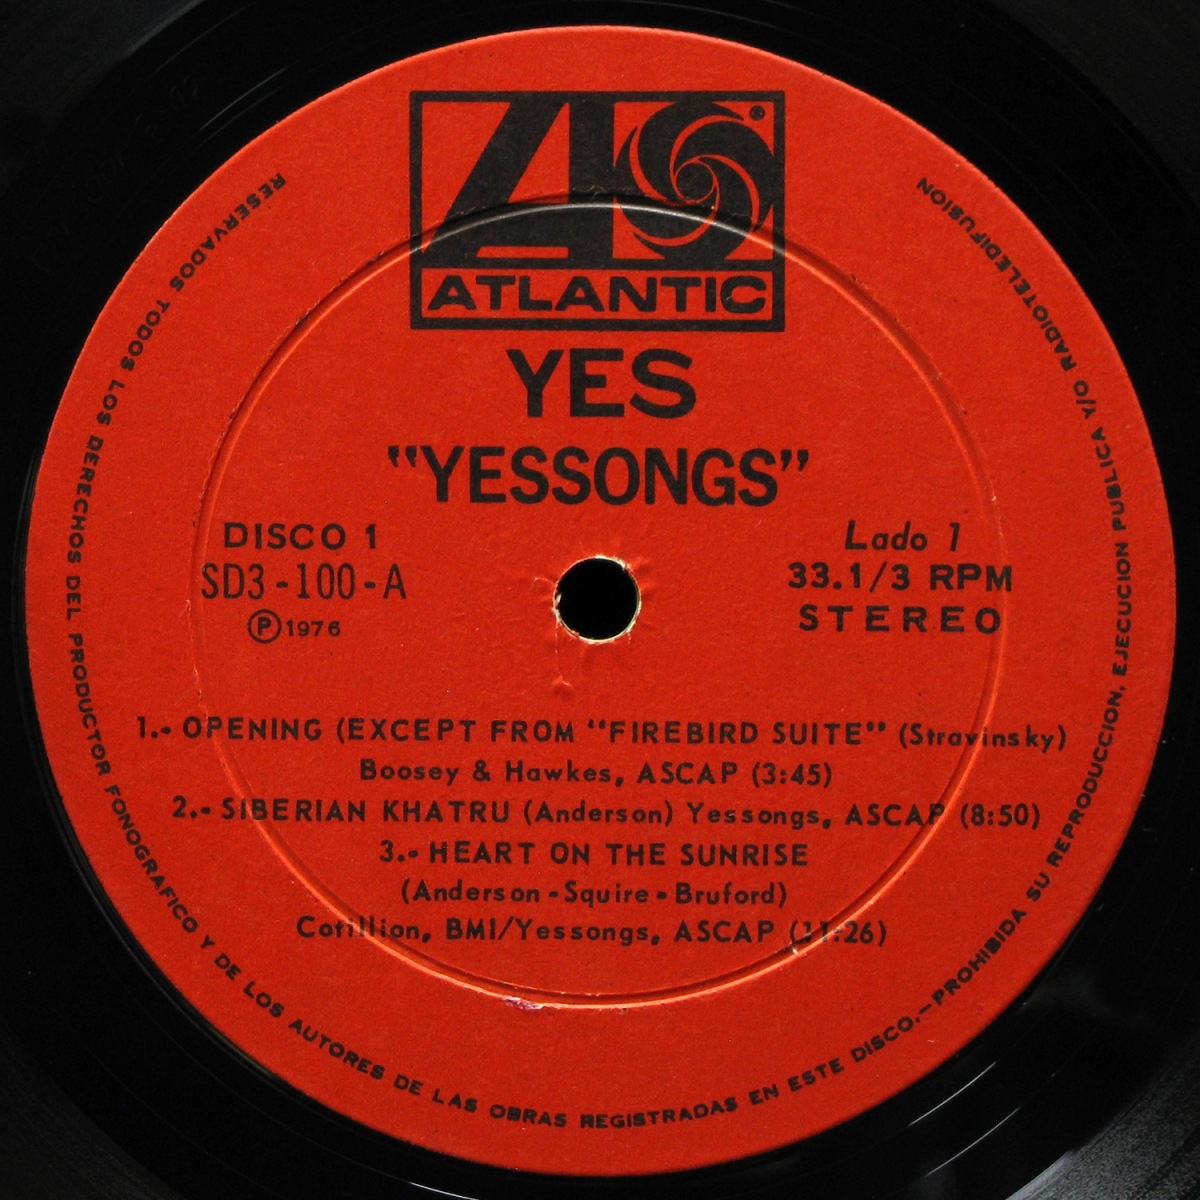 ATLANTIC
®
YES
"YESSONGS"
DISCO 1
SD3-100-A
Ⓟ1976
Lado 1
33.1/3 RPM
STEREO
1.- OPENING (EXCEPT FROM "FIREBIRD SUITE" (Stravinsky)
Boosey & Hawkes, ASCAP (3:45)
2.- SIBERIAN KHATRU (Anderson) Yessongs, ASCAP (8:50)
3.- HEART ON THE SUNRISE
(Anderson-Squire-Bruford)
Cotillion, BMI/Yessongs, ASCAP (11:26)
RESERVADOS TODOS LOS DERECHOS DEL PRODUCTOR FONOGRAFICO Y DE LOS AUTORES DE LAS OBRAS REGISTRADAS EN ESTE DISCO.-PROHIBIDA SU REPRODUCCION, EJECUCION PUBLICA Y/O RADIOTELEDIFUSION